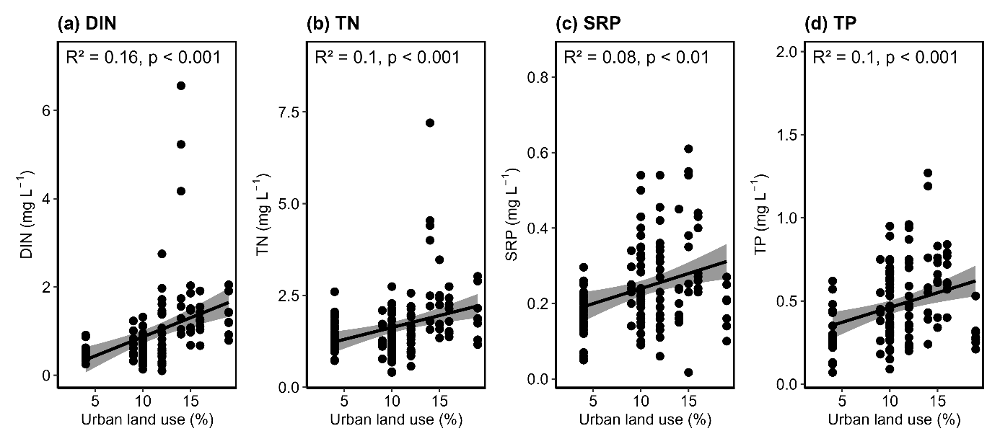 (a) DIN
R² = 0.16, p < 0.001
DIN (mg L⁻¹)
6
4
2
0
5 10 15
Urban land use (%)
(b) TN
R² = 0.1, p < 0.001
TN (mg L⁻¹)
7.5
5.0
2.5
0.0
5 10 15
Urban land use (%)
(c) SRP
R² = 0.08, p < 0.01
SRP (mg L⁻¹)
0.8
0.6
0.4
0.2
0.0
5 10 15
Urban land use (%)
(d) TP
R² = 0.1, p < 0.001
TP (mg L⁻¹)
2.0
1.5
1.0
0.5
0.0
5 10 15
Urban land use (%)